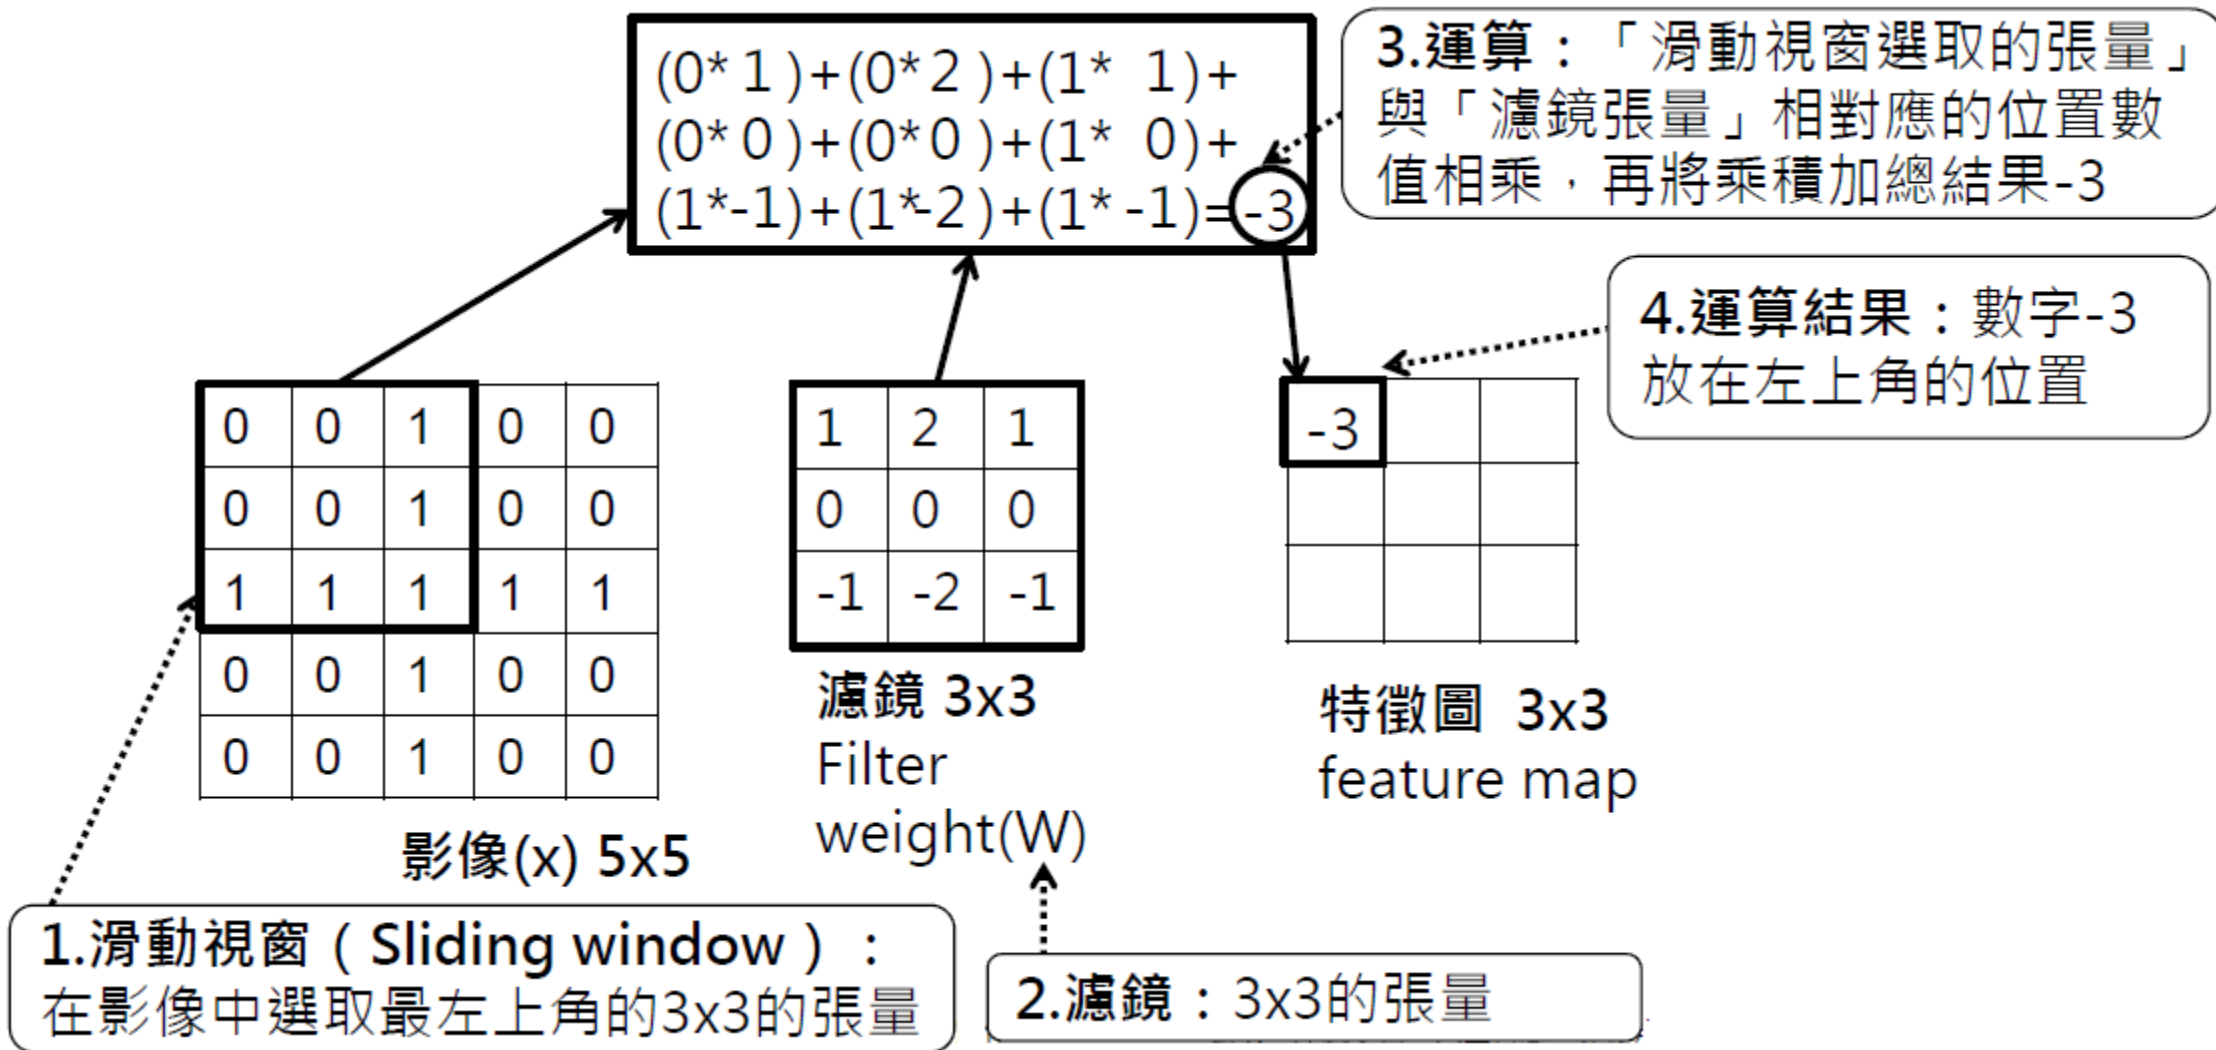 (0* 1 )+(0* 2 )+(1* 1)+
(0* 0 )+(0*0 )+(1* 0)+
(1*-1)+(1*-2)+(1* -1)=-3
3.運算：「滑動視窗選取的張量」
與「濾鏡張量」相對應的位置數
值相乘，再將乘積加總結果-3
4.運算結果：數字-3
放在左上角的位置
0 0 1 0 0
0 0 1 0 0
1 1 1 1 1
0 0 1 0 0
0 0 1 0 0
影像(x) 5x5
1 2 1
0 0 0
-1 -2 -1
濾鏡 3x3
Filter
weight(W)
-3
特徵圖 3x3
feature map
1.滑動視窗（Sliding window）：
在影像中選取最左上角的3x3的張量
2.濾鏡：3x3的張量